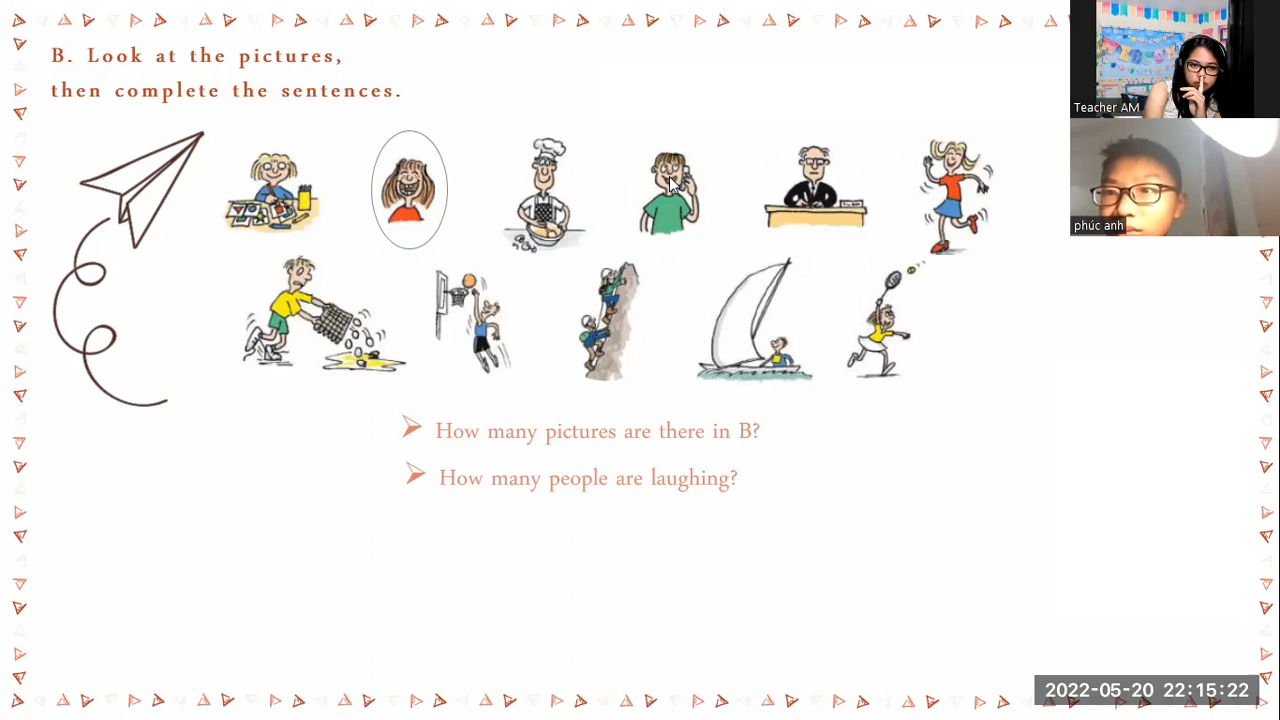 B. Look at the pictures,
then complete the sentences.
Teacher AM
phúc anh
How many pictures are there in B?
How many people are laughing?
2022-05-20 22:15:22